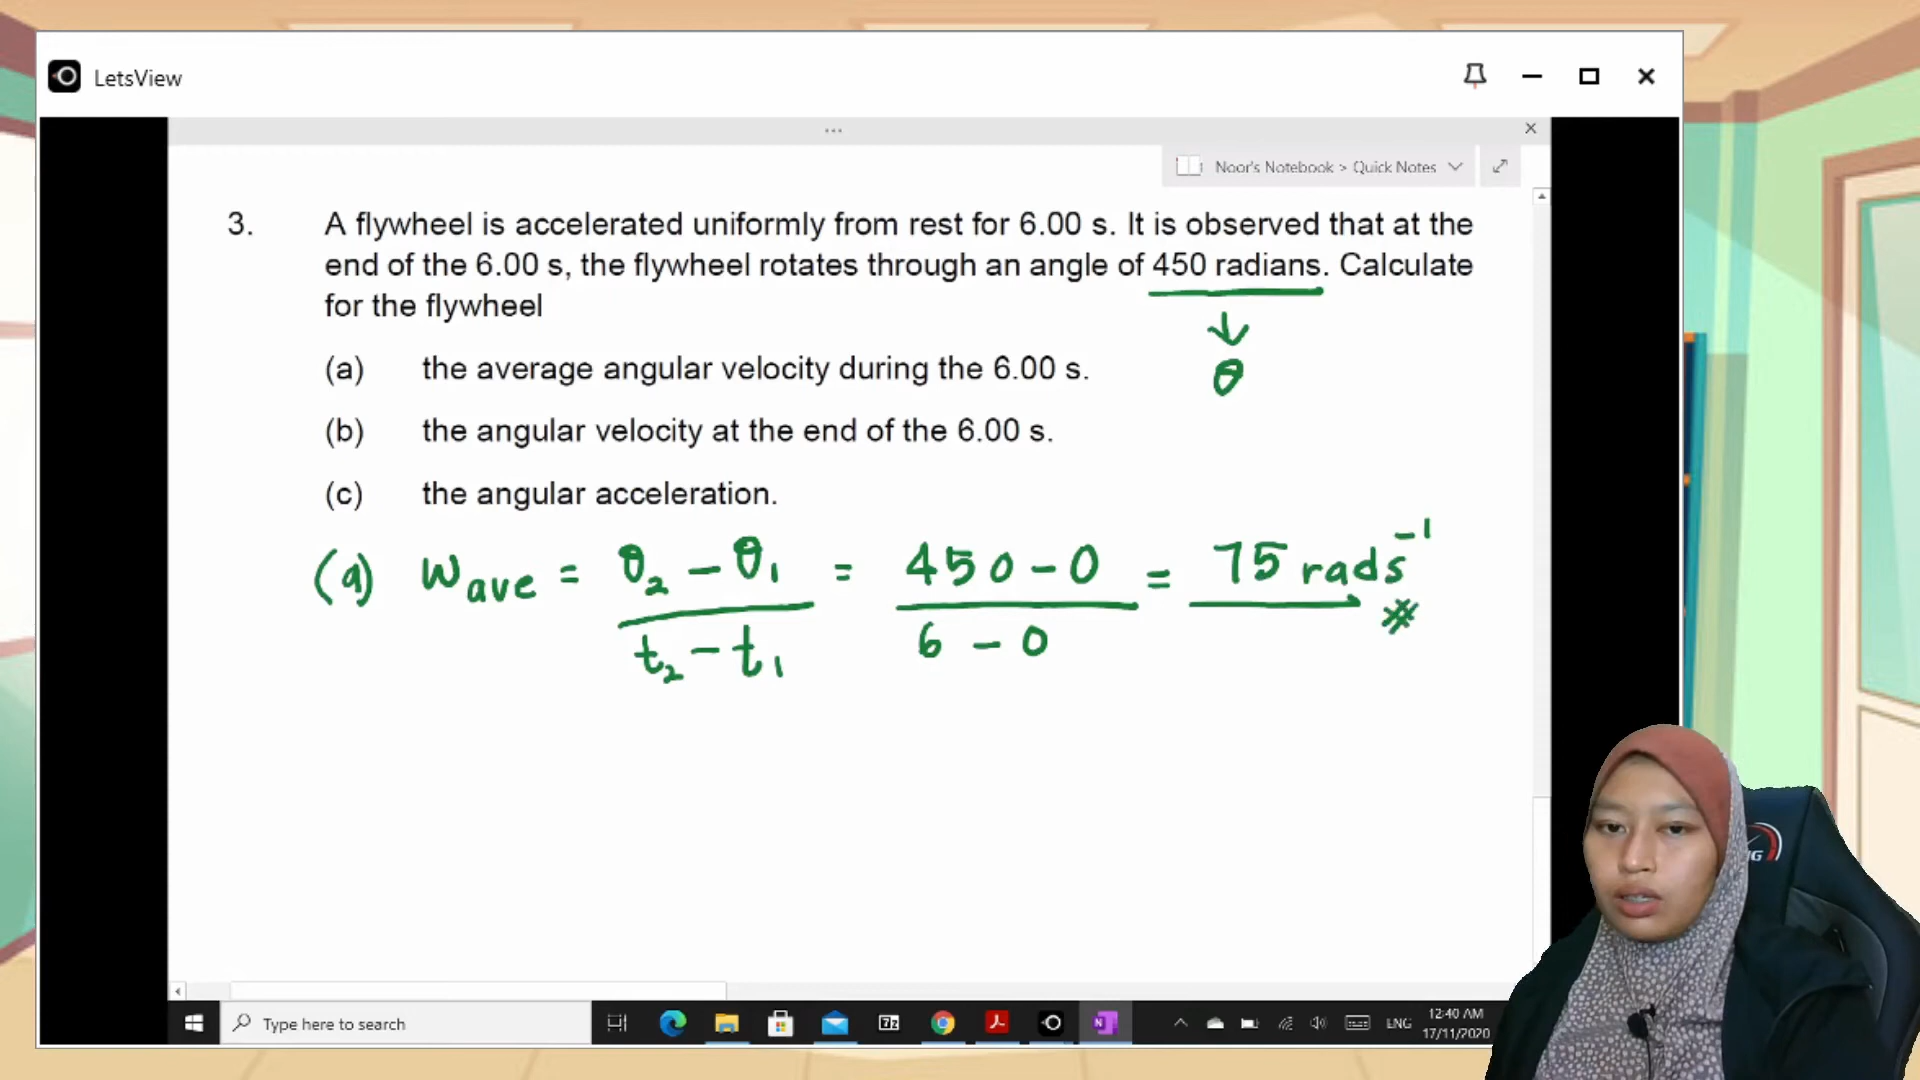 LetsView
Noor's Notebook > Quick Notes
3. A flywheel is accelerated uniformly from rest for 6.00 s. It is observed that at the
end of the 6.00 s, the flywheel rotates through an angle of 450 radians. Calculate
for the flywheel
↓
θ
(a) the average angular velocity during the 6.00 s.
(b) the angular velocity at the end of the 6.00 s.
(c) the angular acceleration.
(a) ω ave = θ₂ - θ₁ / t₂ - t₁ = 450 - 0 / 6 - 0 = 75 rads⁻¹ #
Type here to search
7z
N
ENG
12:40 AM
17/11/2020